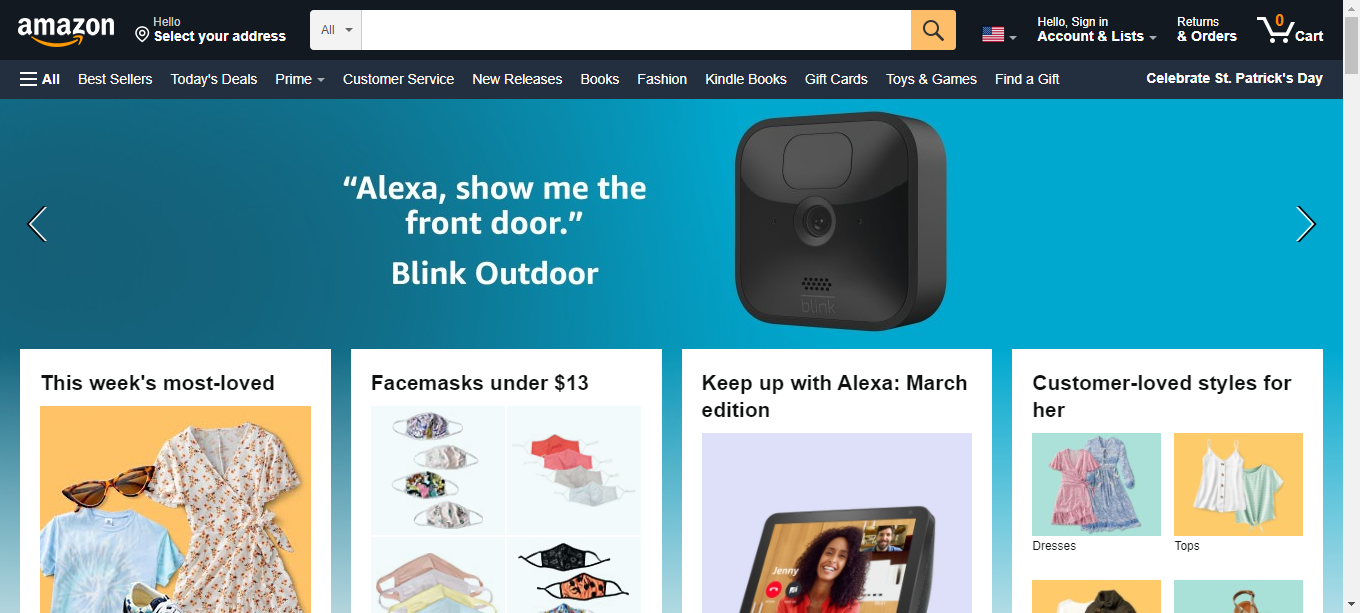 amazon
Hello
Select your address
All
Hello, Sign in
Account & Lists
Returns
& Orders
0
Cart
All
Best Sellers
Today's Deals
Prime
Customer Service
New Releases
Books
Fashion
Kindle Books
Gift Cards
Toys & Games
Find a Gift
Celebrate St. Patrick's Day
“Alexa, show me the
front door.”
Blink Outdoor
blink
This week's most-loved
Facemasks under $13
Keep up with Alexa: March
edition
Jenny
Customer-loved styles for
her
Dresses
Tops